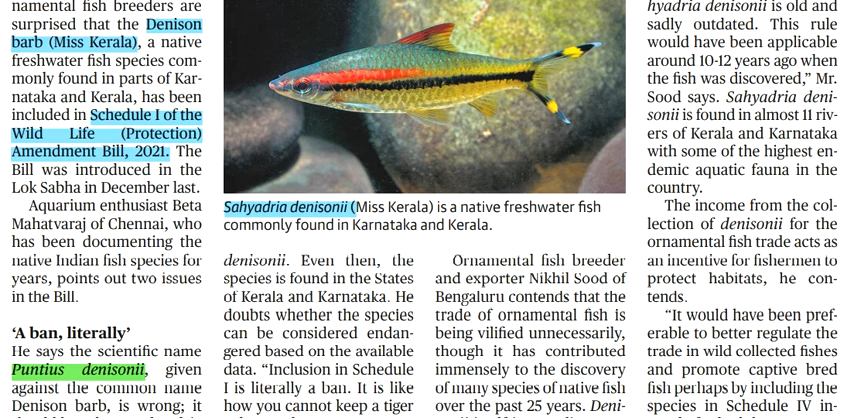 namental fish breeders are
surprised that the Denison
barb (Miss Kerala), a native
freshwater fish species com-
monly found in parts of Kar-
nataka and Kerala, has been
included in Schedule I of the
Wild Life (Protection)
Amendment Bill, 2021. The
Bill was introduced in the
Lok Sabha in December last.
Aquarium enthusiast Beta
Mahatvaraj of Chennai, who
has been documenting the
native Indian fish species for
years, points out two issues
in the Bill.
‘A ban, literally’
He says the scientific name
Puntius denisonii, given
against the common name
Denison barb, is wrong; it
Sahyadria denisonii (Miss Kerala) is a native freshwater fish
commonly found in Karnataka and Kerala.
denisonii. Even then, the
species is found in the States
of Kerala and Karnataka. He
doubts whether the species
can be considered endan-
gered based on the available
data. “Inclusion in Schedule
I is literally a ban. It is like
how you cannot keep a tiger
Ornamental fish breeder
and exporter Nikhil Sood of
Bengaluru contends that the
trade of ornamental fish is
being vilified unnecessarily,
though it has contributed
immensely to the discovery
of many species of native fish
over the past 25 years. Deni-
hyadria denisonii is old and
sadly outdated. This rule
would have been applicable
around 10-12 years ago when
the fish was discovered,” Mr.
Sood says. Sahyadria deni-
sonii is found in almost 11 riv-
ers of Kerala and Karnataka
with some of the highest en-
demic aquatic fauna in the
country.
The income from the col-
lection of denisonii for the
ornamental fish trade acts as
an incentive for fishermen to
protect habitats, he con-
tends.
“It would have been pref-
erable to better regulate the
trade in wild collected fishes
and promote captive bred
fish perhaps by including the
species in Schedule IV in-